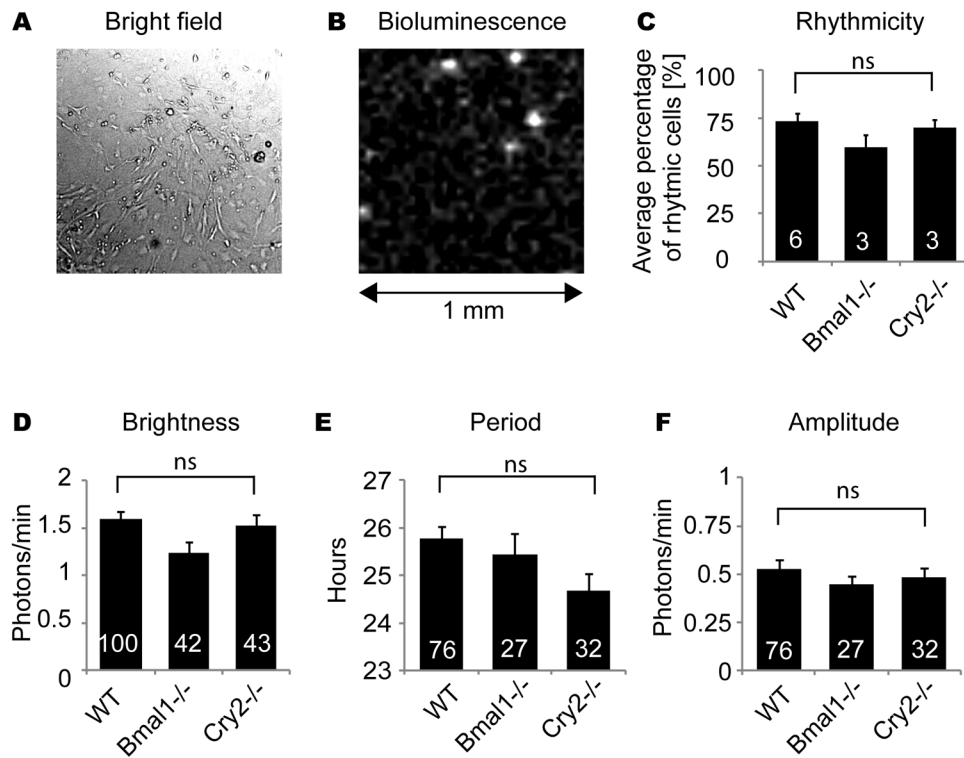 A Bright field
B Bioluminescence
1 mm
C Rhythmicity
Average percentage
of rhytmic cells [%]
100
75
50
25
0
ns
6
3
3
WT
Bmal1-/-
Cry2-/-
D Brightness
Photons/min
2
1.5
1
0.5
0
ns
100
42
43
WT
Bmal1-/-
Cry2-/-
E Period
Hours
27
26
25
24
23
ns
76
27
32
WT
Bmal1-/-
Cry2-/-
F Amplitude
Photons/min
1
0.75
0.5
0.25
0
ns
76
27
32
WT
Bmal1-/-
Cry2-/-